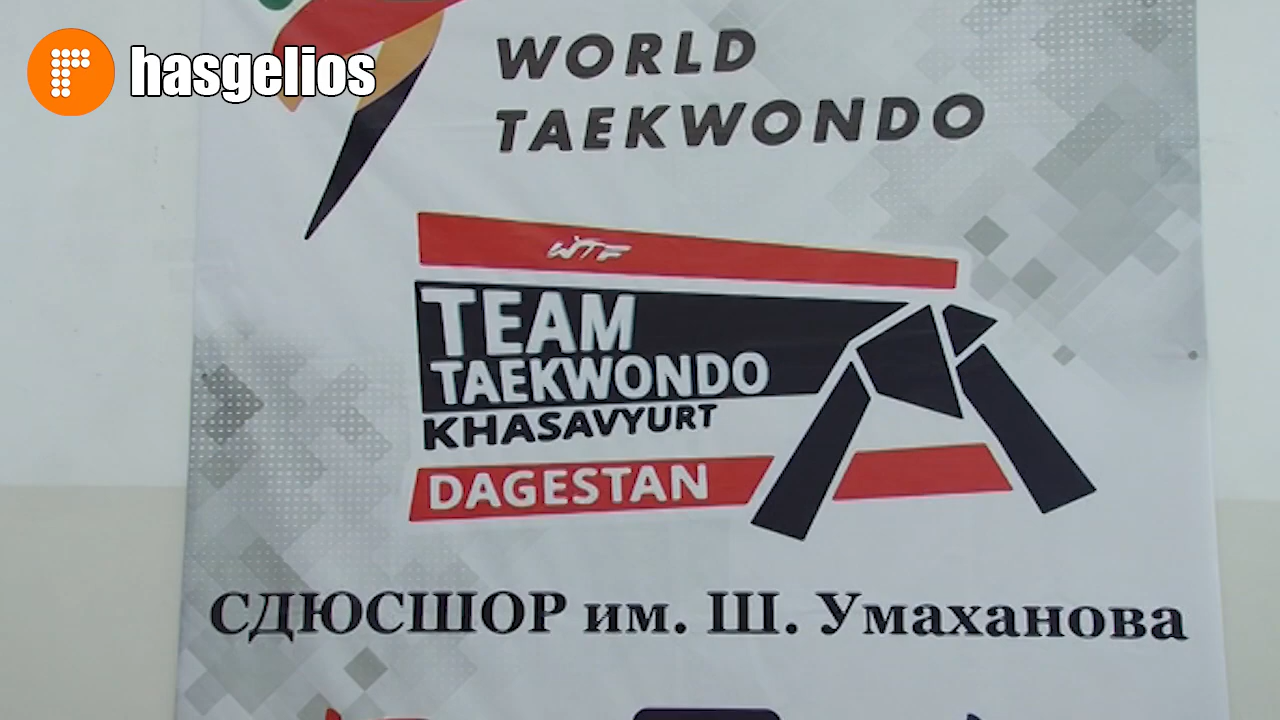 hasgelios
WORLD
TAEKWONDO
WTF
TEAM
TAEKWONDO
KHASAVYURT
DAGESTAN
СДЮСШОР им. Ш. Умаханова